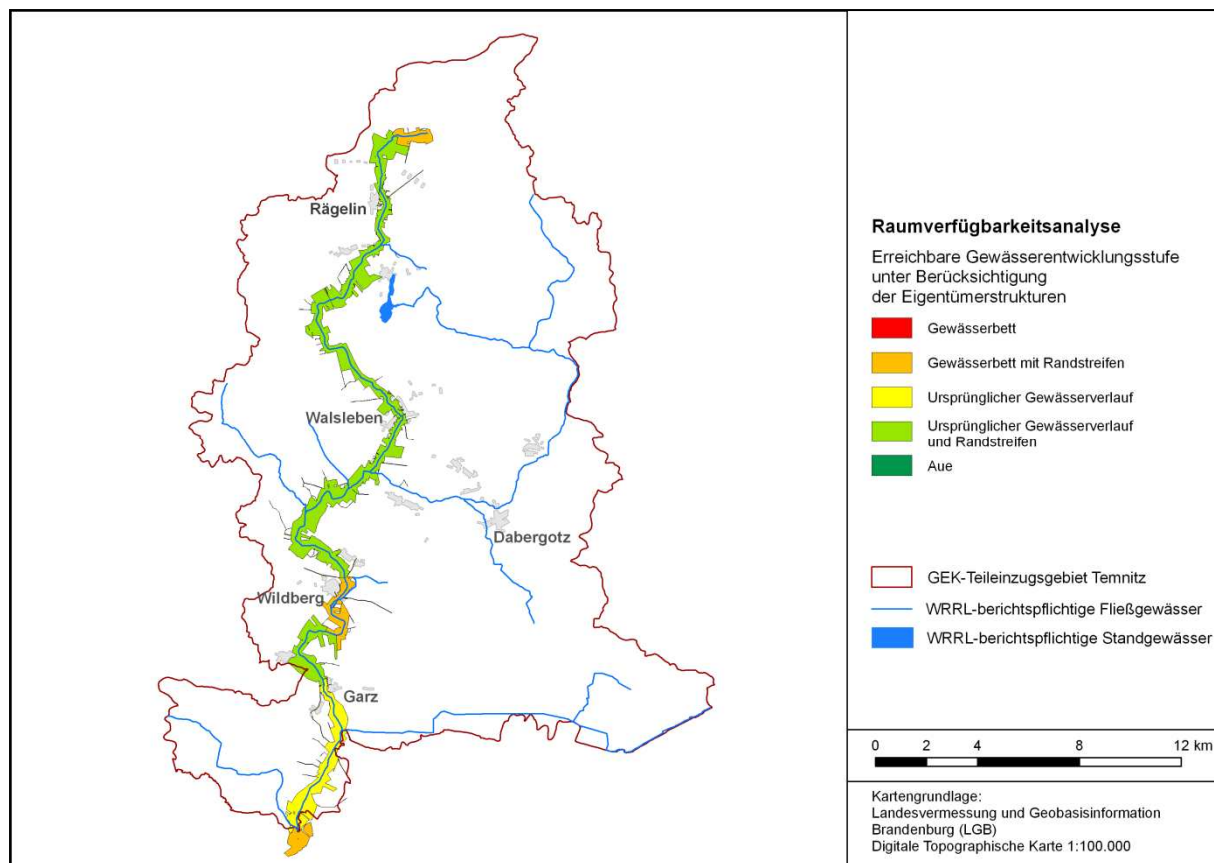 Rägelin
Walsleben
Dabergotz
Wildberg
Garz
Raumverfügbarkeitsanalyse
Erreichbare Gewässerentwicklungsstufe
unter Berücksichtigung
der Eigentümerstrukturen
Gewässerbett
Gewässerbett mit Randstreifen
Ursprünglicher Gewässerverlauf
Ursprünglicher Gewässerverlauf
und Randstreifen
Aue
GEK-Teileinzugsgebiet Temnitz
WRRL-berichtspflichtige Fließgewässer
WRRL-berichtspflichtige Standgewässer
0 2 4 8 12 km
Kartengrundlage:
Landesvermessung und Geobasisinformation
Brandenburg (LGB)
Digitale Topographische Karte 1:100.000